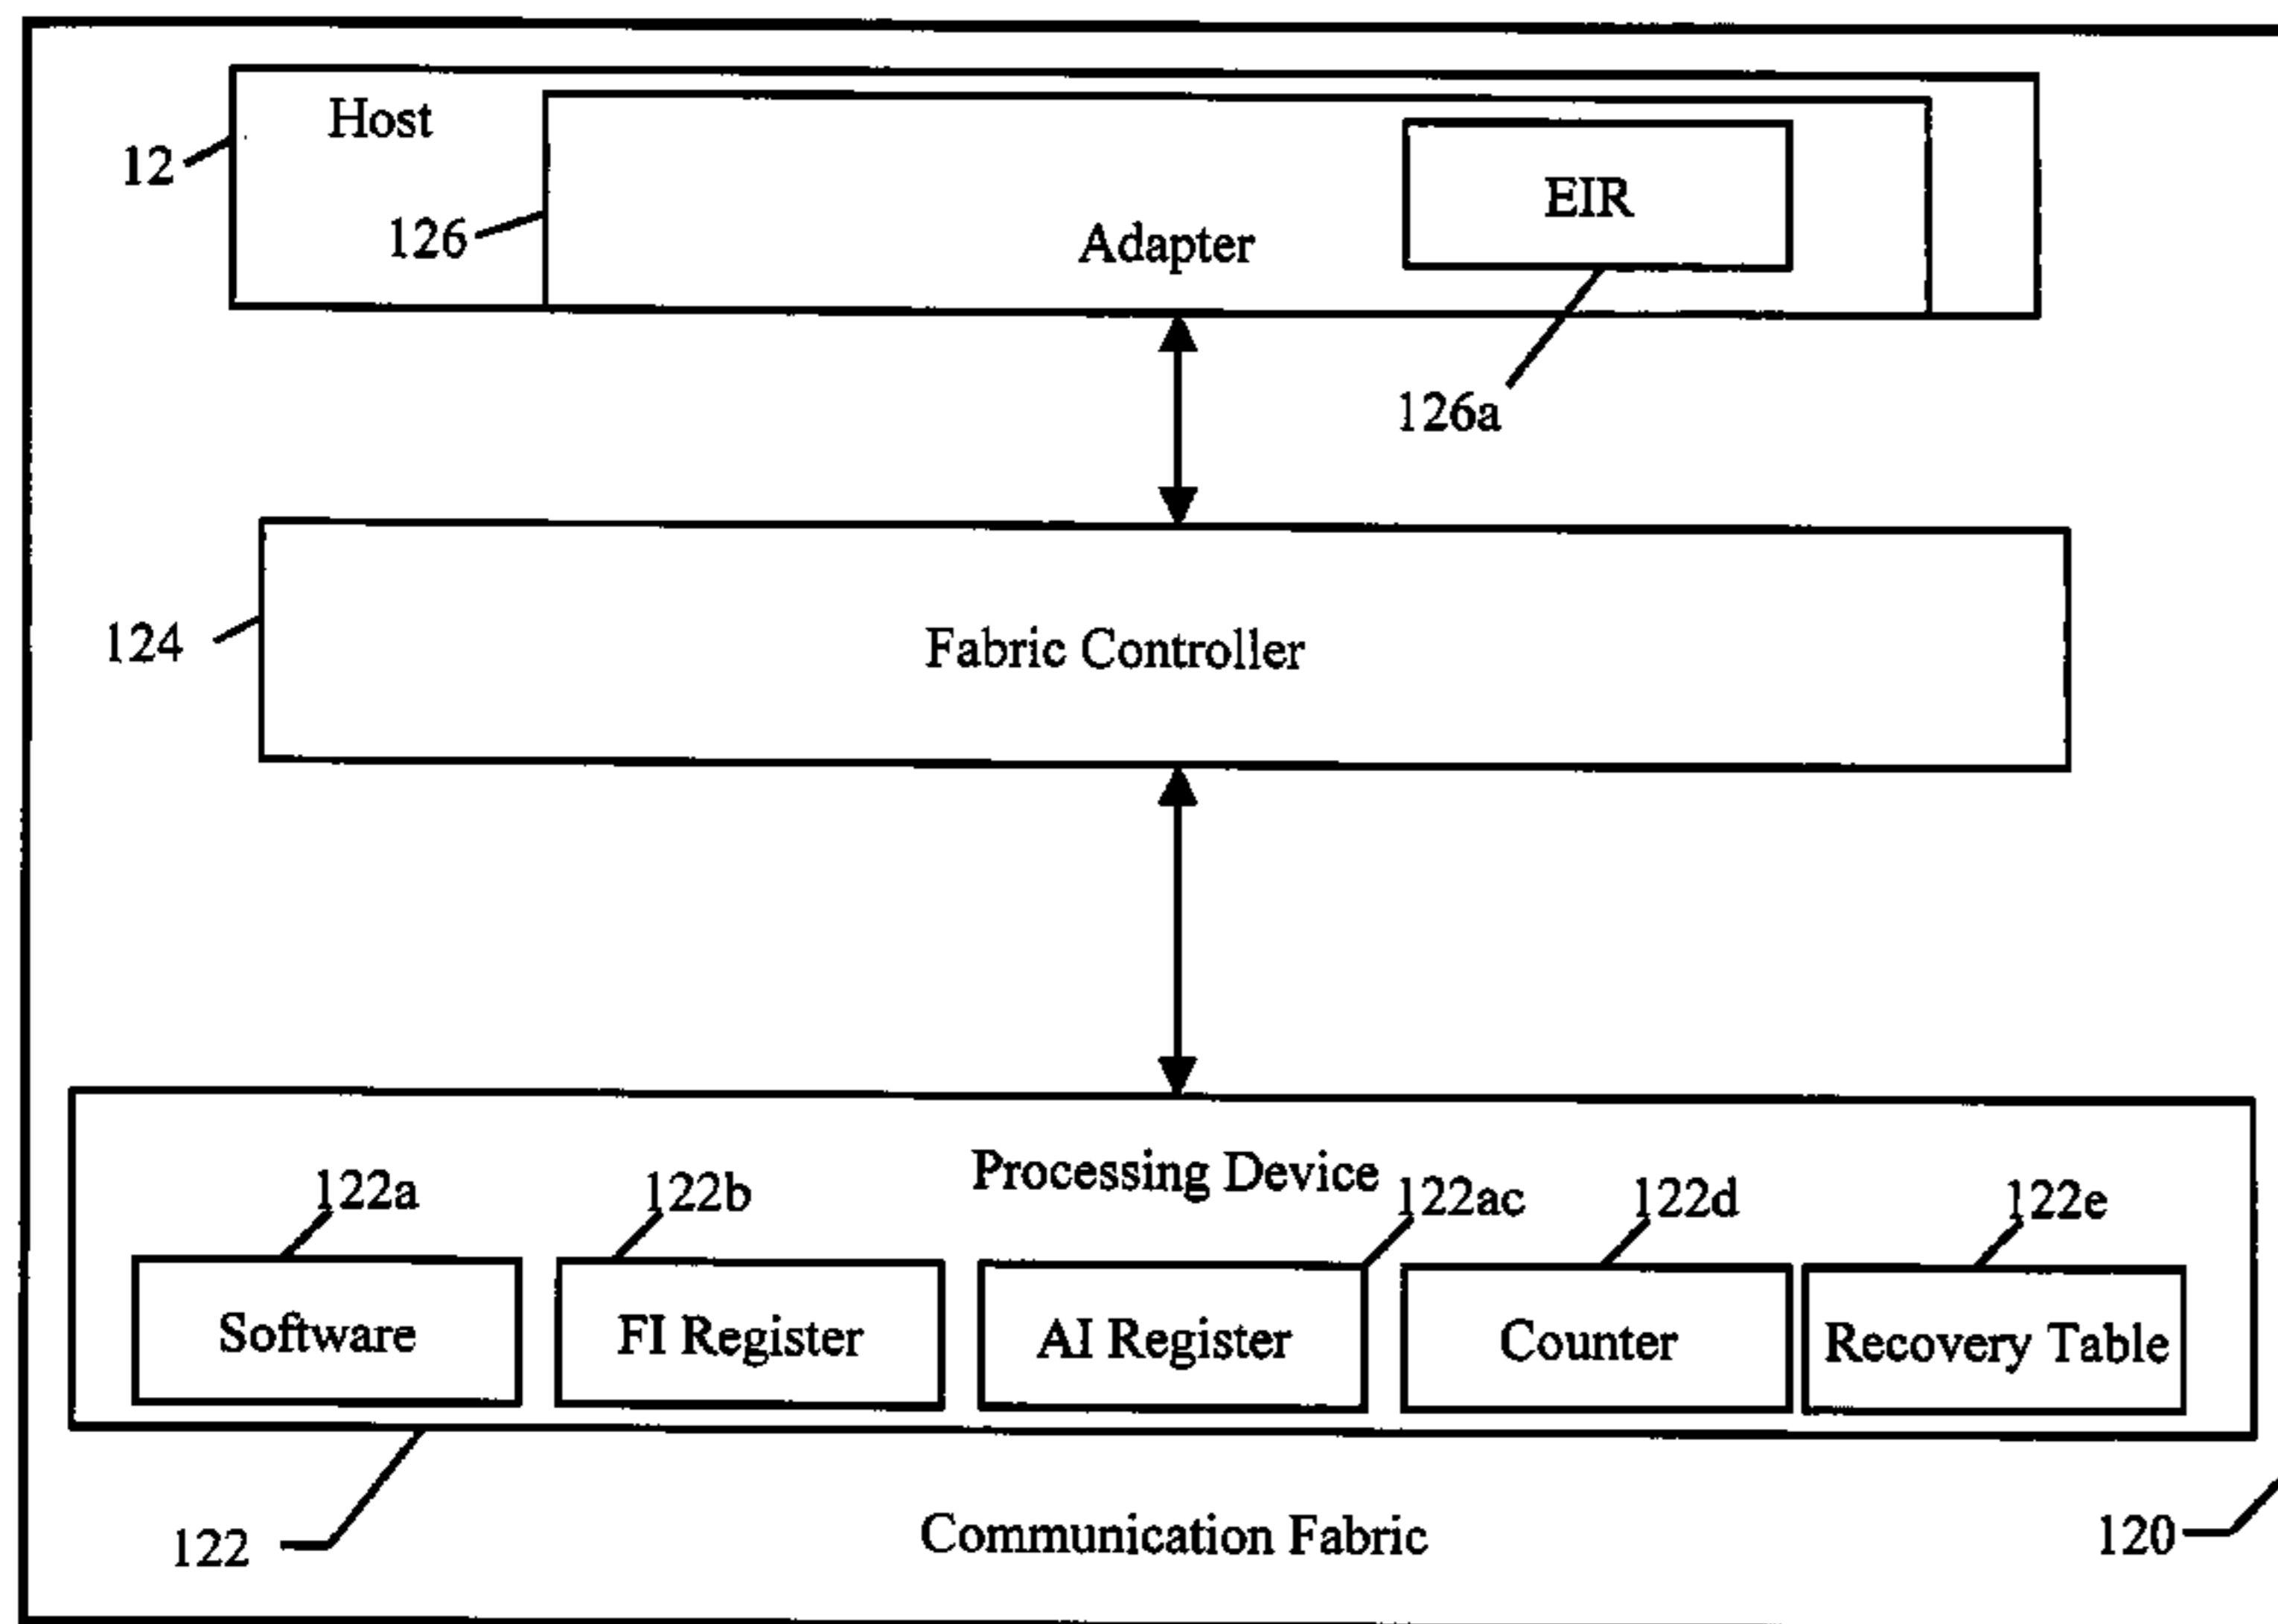 Host
12
EIR
126
Adapter
126a
124
Fabric Controller
Processing Device
122a
122b
122ac
122d
122e
Software
FI Register
AI Register
Counter
Recovery Table
122
Communication Fabric
120